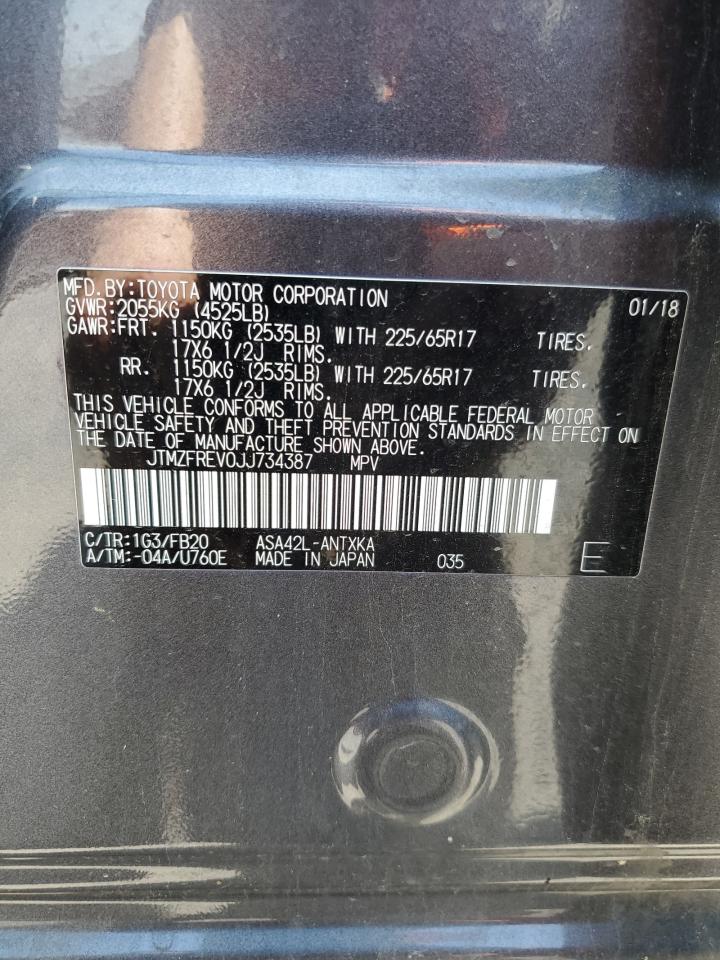 MFD.BY:TOYOTA MOTOR CORPORATION 01/18
GVWR:2055KG (4525LB)
GAWR:FRT. 1150KG (2535LB) WITH 225/65R17 TIRES.
17X6 1/2J RIMS.
RR. 1150KG (2535LB) WITH 225/65R17 TIRES.
17X6 1/2J RIMS.
THIS VEHICLE CONFORMS TO ALL APPLICABLE FEDERAL MOTOR
VEHICLE SAFETY AND THEFT PREVENTION STANDARDS IN EFFECT ON
THE DATE OF MANUFACTURE SHOWN ABOVE.
JTMZFREV0JJ734387 MPV
C/TR:1G3/FB20 ASA42L-ANTXKA
A/TM:-04A/U760E MADE IN JAPAN 035 E